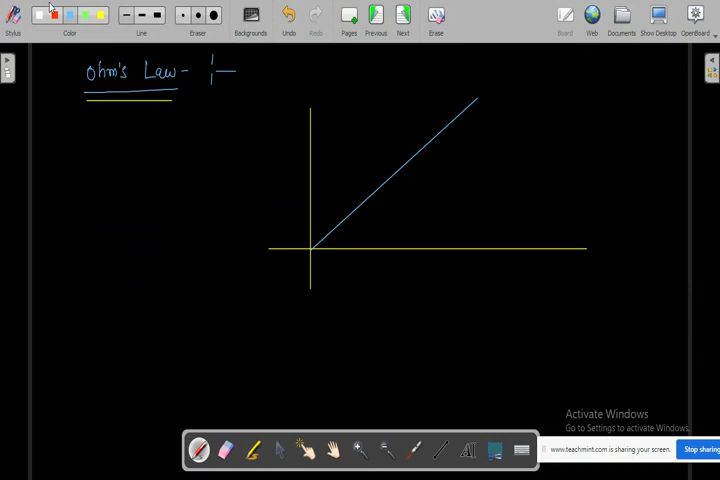 Stylus
Color
Line
Eraser
Backgrounds
Undo
Redo
Pages
Previous
Next
Erase
Board
Web
Documents
Show Desktop
OpenBoard
Ohm's Law - :-
Activate Windows
Go to Settings to activate Windows.
www.teachmint.com is sharing your screen.
Stop sharing
AI